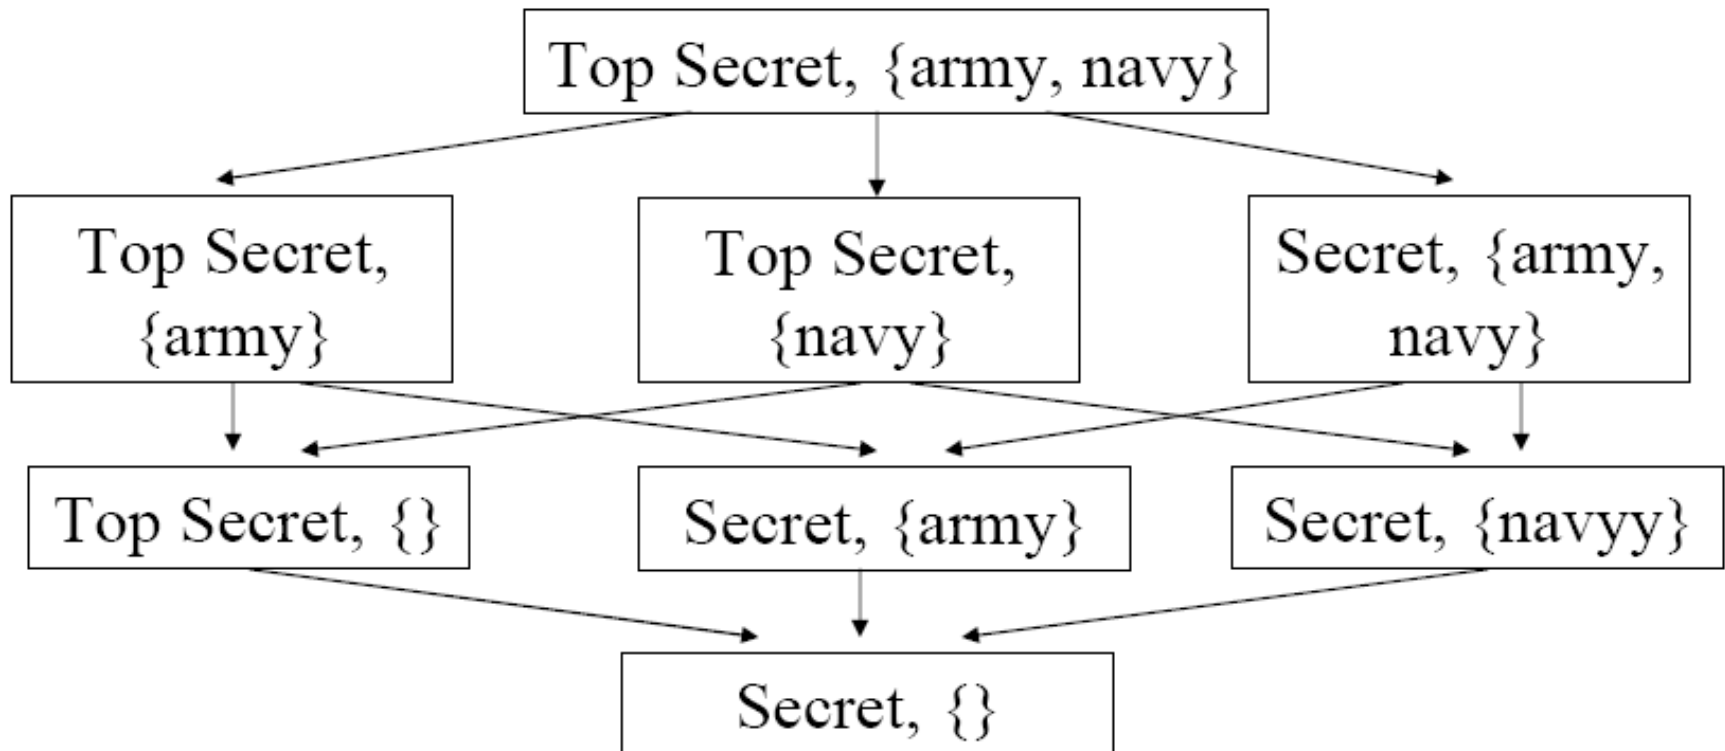 Top Secret, {army, navy}
Top Secret,
{army}
Top Secret,
{navy}
Secret, {army,
navy}
Top Secret, {}
Secret, {army}
Secret, {navyy}
Secret, {}